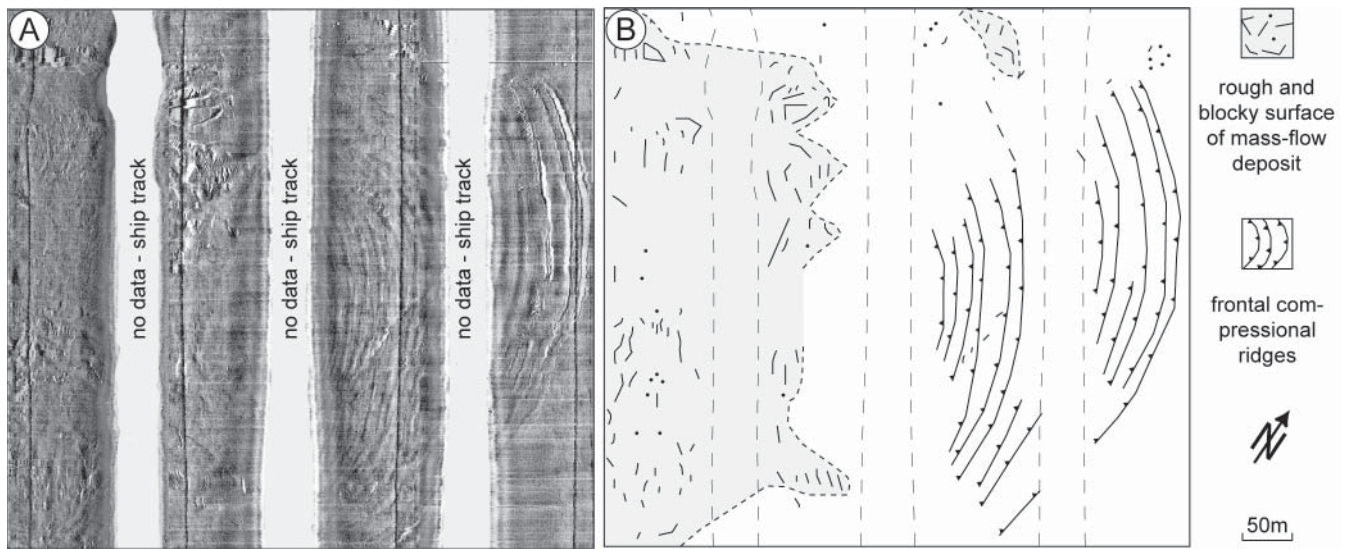 A
no data - ship track
no data - ship track
no data - ship track
B
rough and
blocky surface
of mass-flow
deposit
frontal com-
pressional
ridges
N
50m